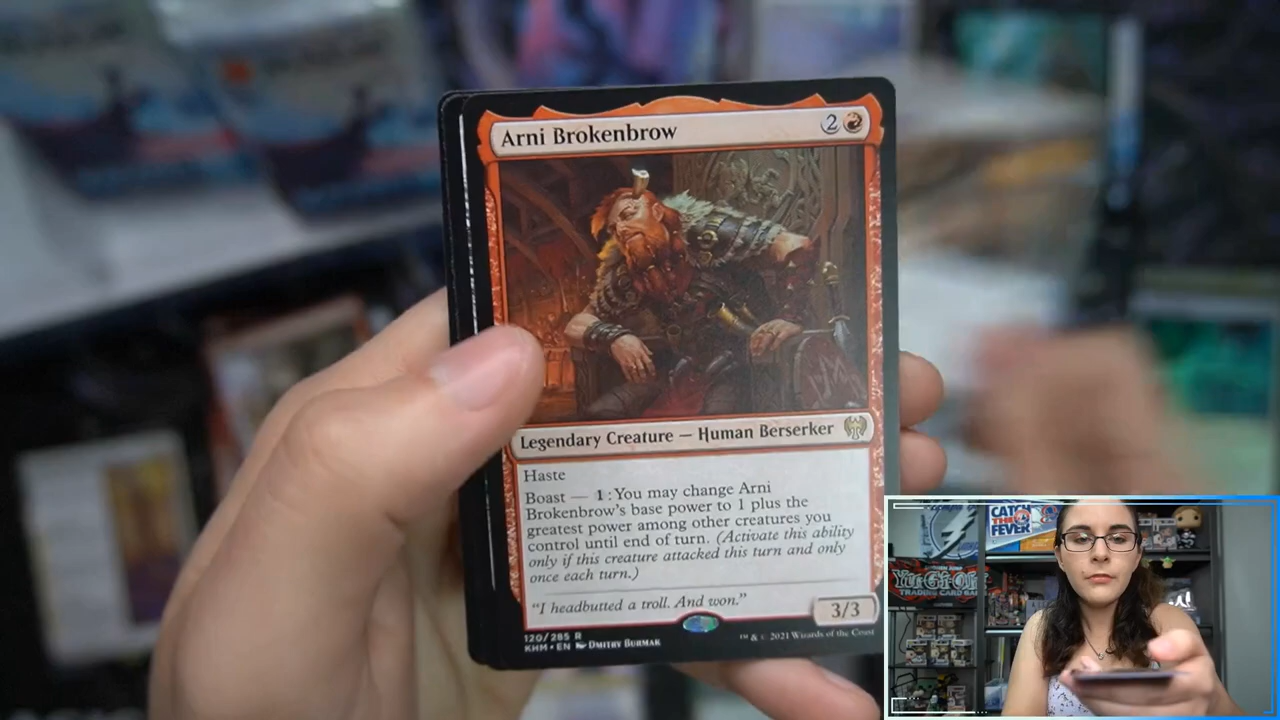 Arni Brokenbrow 2
Legendary Creature — Human Berserker
Haste
Boast — 1: You may change Arni
Brokenbrow's base power to 1 plus the
greatest power among other creatures you
control until end of turn. (Activate this ability
only if this creature attacked this turn and only
once each turn.)
"I headbutted a troll. And won."
3/3
120/285 R
KHM • EN Dmitry Burmak
™ & © 2021 Wizards of the Coast
CATCH
THE
FEVER
Yu-Gi-Oh!
TRADING CARD GAME